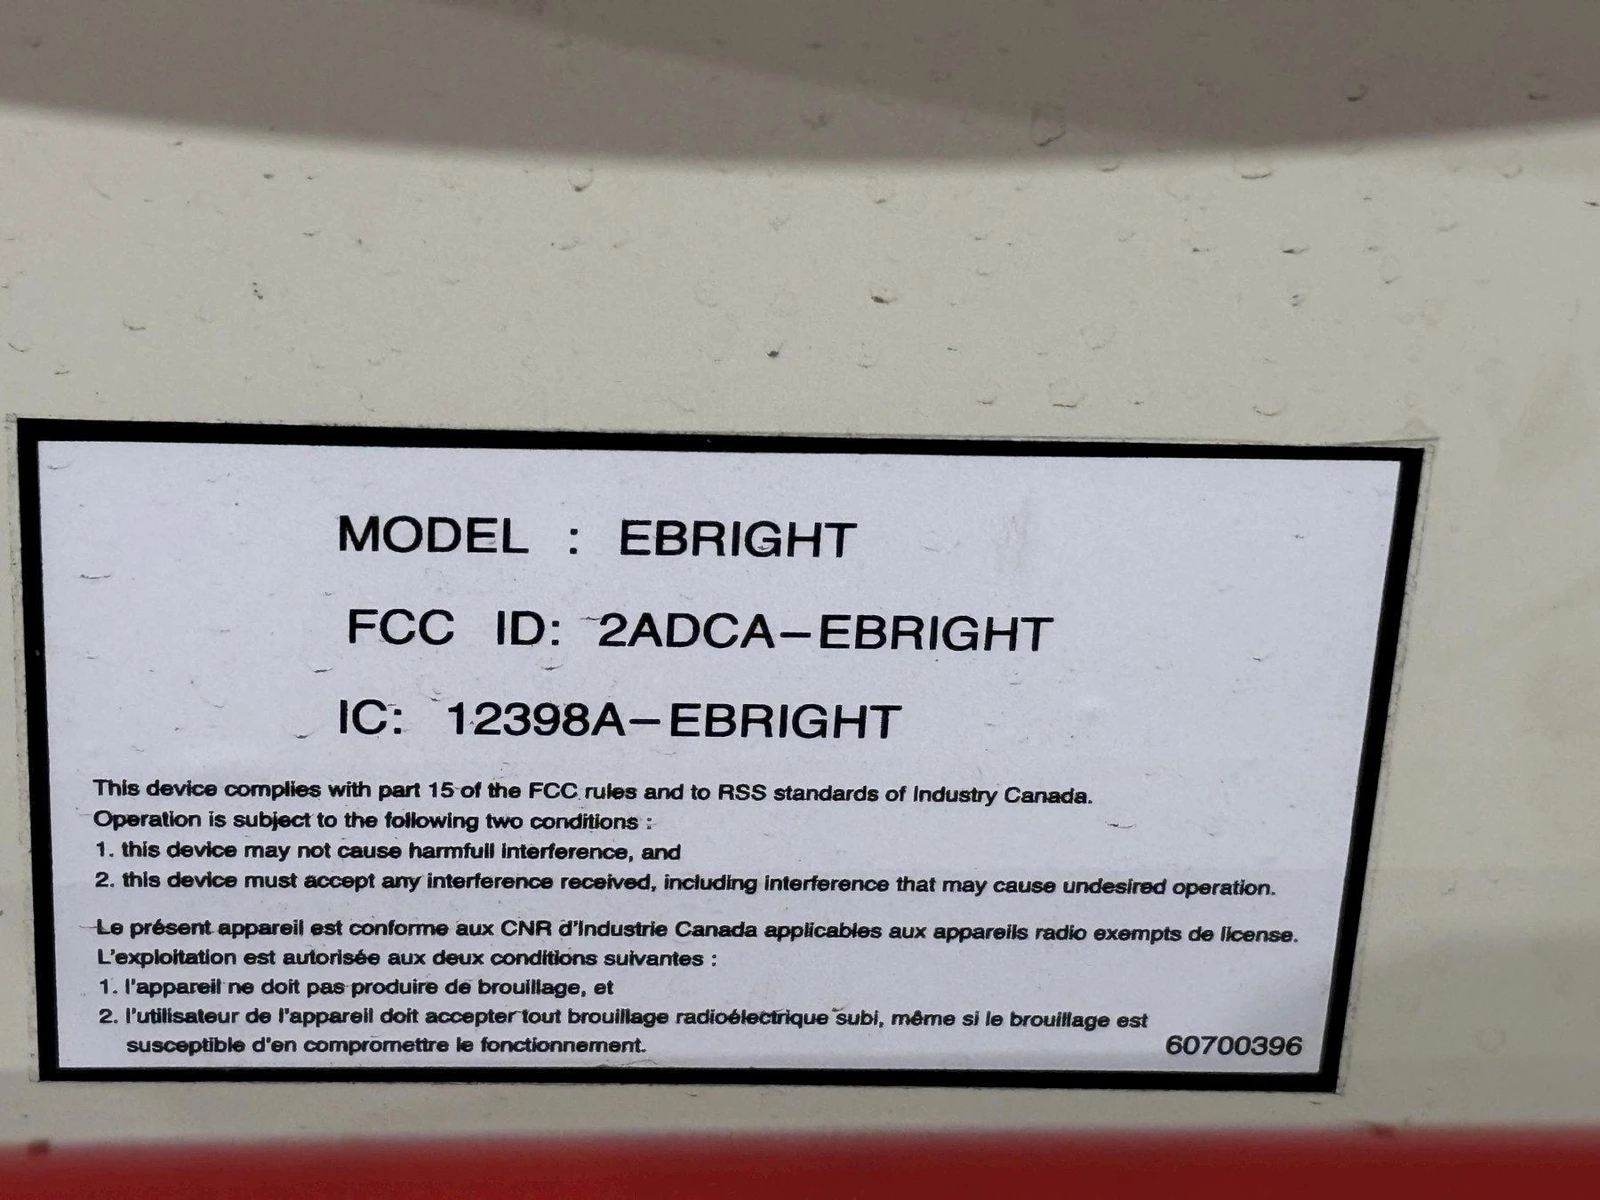 MODEL : EBRIGHT
FCC ID: 2ADCA-EBRIGHT
IC: 12398A-EBRIGHT
This device complies with part 15 of the FCC rules and to RSS standards of Industry Canada.
Operation is subject to the following two conditions :
1. this device may not cause harmfull interference, and
2. this device must accept any interference received, including interference that may cause undesired operation.
Le présent appareil est conforme aux CNR d'Industrie Canada applicables aux appareils radio exempts de license.
L'exploitation est autorisée aux deux conditions suivantes :
1. l'appareil ne doit pas produire de brouillage, et
2. l'utilisateur de l'appareil doit accepter tout brouillage radioélectrique subi, même si le brouillage est
susceptible d'en compromettre le fonctionnement.
60700396